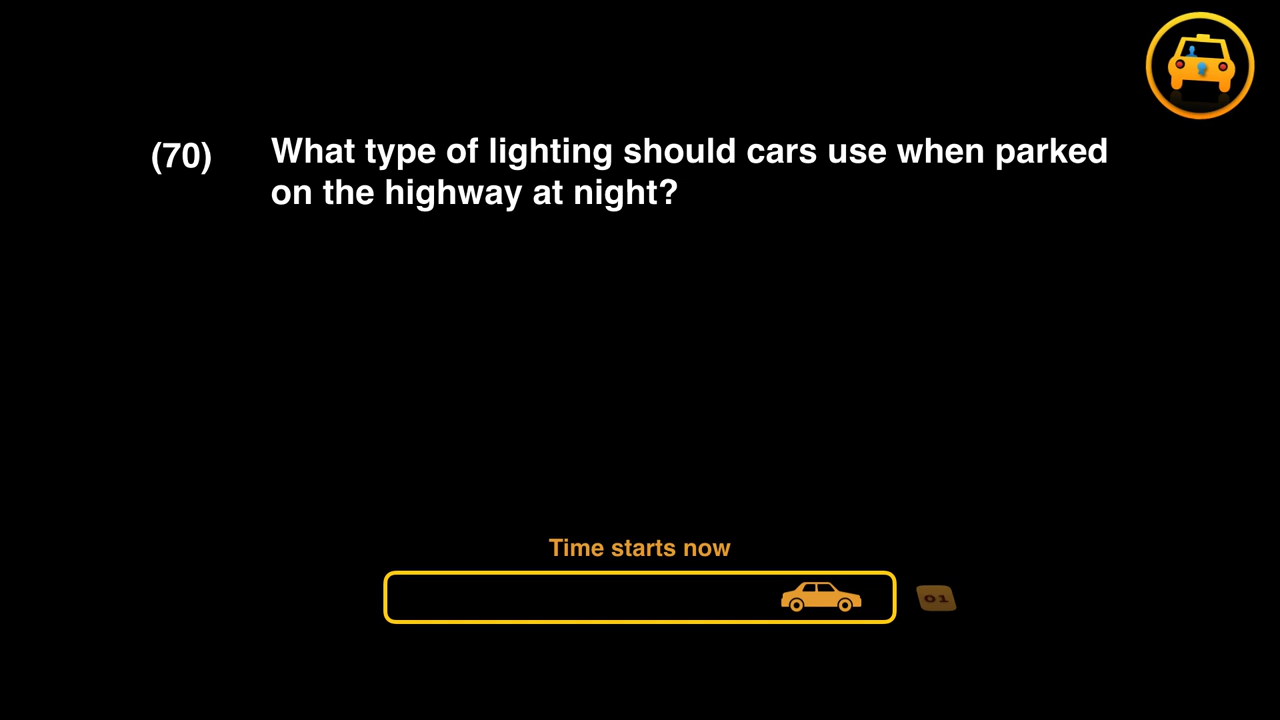 (70) What type of lighting should cars use when parked
on the highway at night?
Time starts now
01